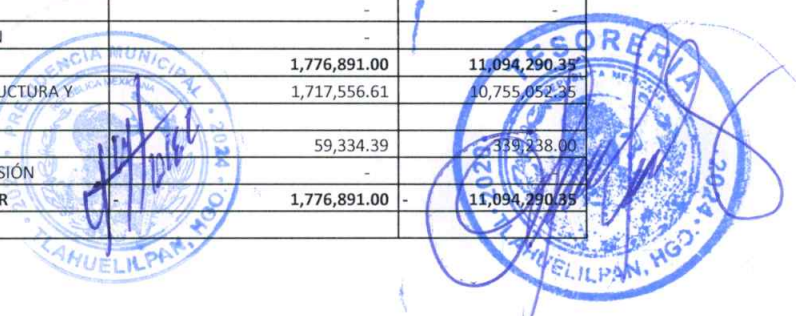 - -
N -
1,776,891.00 11,094,290.35
UCTURA Y 1,717,556.61 10,755,052.35
59,334.39 339,238.00
SIÓN - -
R - 1,776,891.00 - 11,094,290.35
PRESIDENCIA MUNICIPAL
TLAHUELILPAN, HGO.
2024
TESORERIA
2020 2024
TLAHUELILPAN, HGO.